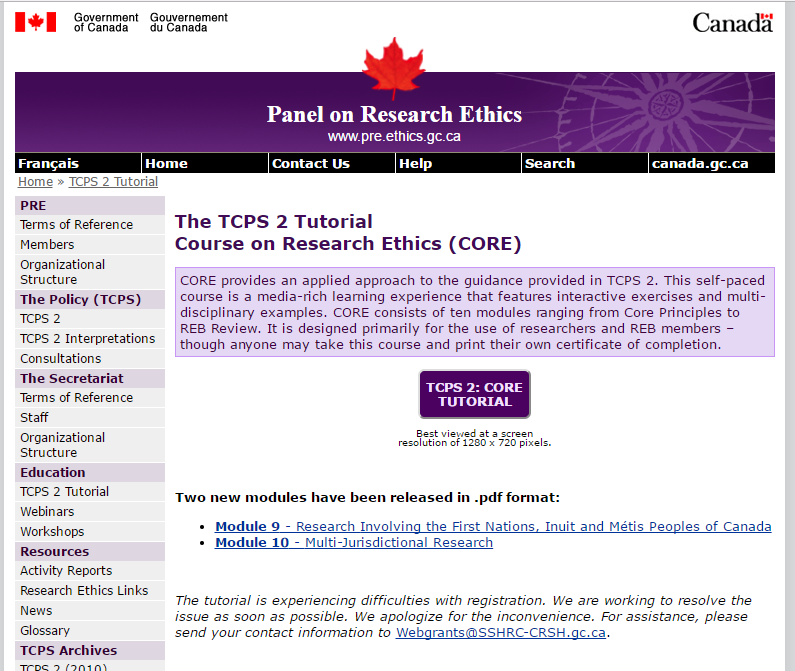 Government of Canada
Gouvernement du Canada
Canada
Panel on Research Ethics
www.pre.ethics.gc.ca
Français Home Contact Us Help Search canada.gc.ca
Home » TCPS 2 Tutorial
PRE
Terms of Reference
Members
Organizational
Structure
The Policy (TCPS)
TCPS 2
TCPS 2 Interpretations
Consultations
The Secretariat
Terms of Reference
Staff
Organizational
Structure
Education
TCPS 2 Tutorial
Webinars
Workshops
Resources
Activity Reports
Research Ethics Links
News
Glossary
TCPS Archives
TCPS 2 (2010)
The TCPS 2 Tutorial
Course on Research Ethics (CORE)
CORE provides an applied approach to the guidance provided in TCPS 2. This self-paced
course is a media-rich learning experience that features interactive exercises and multi-
disciplinary examples. CORE consists of ten modules ranging from Core Principles to
REB Review. It is designed primarily for the use of researchers and REB members –
though anyone may take this course and print their own certificate of completion.
TCPS 2: CORE
TUTORIAL
Best viewed at a screen
resolution of 1280 x 720 pixels.
Two new modules have been released in .pdf format:
• Module 9 - Research Involving the First Nations, Inuit and Métis Peoples of Canada
• Module 10 - Multi-Jurisdictional Research
The tutorial is experiencing difficulties with registration. We are working to resolve the
issue as soon as possible. We apologize for the inconvenience. For assistance, please
send your contact information to Webgrants@SSHRC-CRSH.gc.ca.